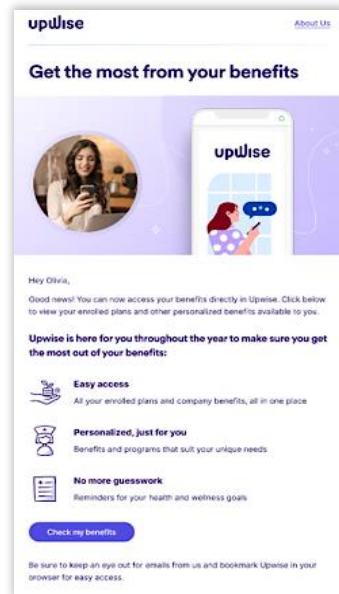 upwise
About Us
Get the most from your benefits
upwise
Hey Olivia,
Good news! You can now access your benefits directly in Upwise. Click below
to view your enrolled plans and other personalized benefits available to you.
Upwise is here for you throughout the year to make sure you get
the most out of your benefits:
Easy access
All your enrolled plans and company benefits, all in one place
Personalized, just for you
Benefits and programs that suit your unique needs
No more guesswork
Reminders for your health and wellness goals
Check my benefits
Be sure to keep an eye out for emails from us and bookmark Upwise in your
browser for easy access.